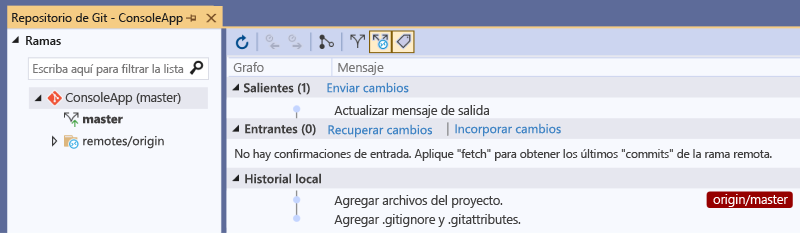 Repositorio de Git - ConsoleApp
Ramas
Escriba aquí para filtrar la lista
ConsoleApp (master)
master
remotes/origin
Grafo Mensaje
Salientes (1) Enviar cambios
Actualizar mensaje de salida
Entrantes (0) Recuperar cambios | Incorporar cambios
No hay confirmaciones de entrada. Aplique "fetch" para obtener los últimos "commits" de la rama remota.
Historial local
Agregar archivos del proyecto. origin/master
Agregar .gitignore y .gitattributes.